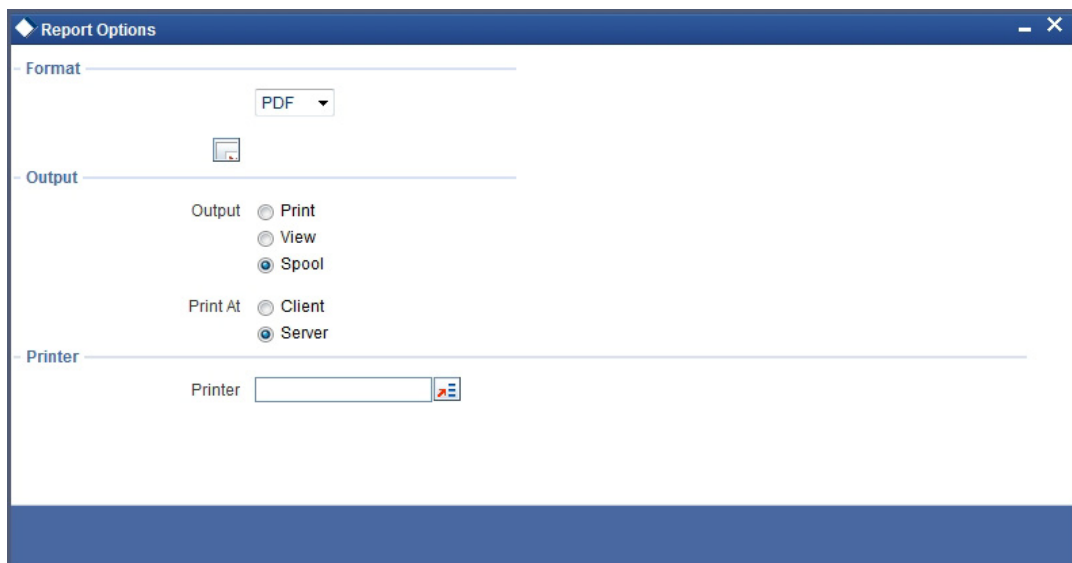 Report Options
Format
PDF
Output
Output Print
View
Spool
Print At Client
Server
Printer
Printer